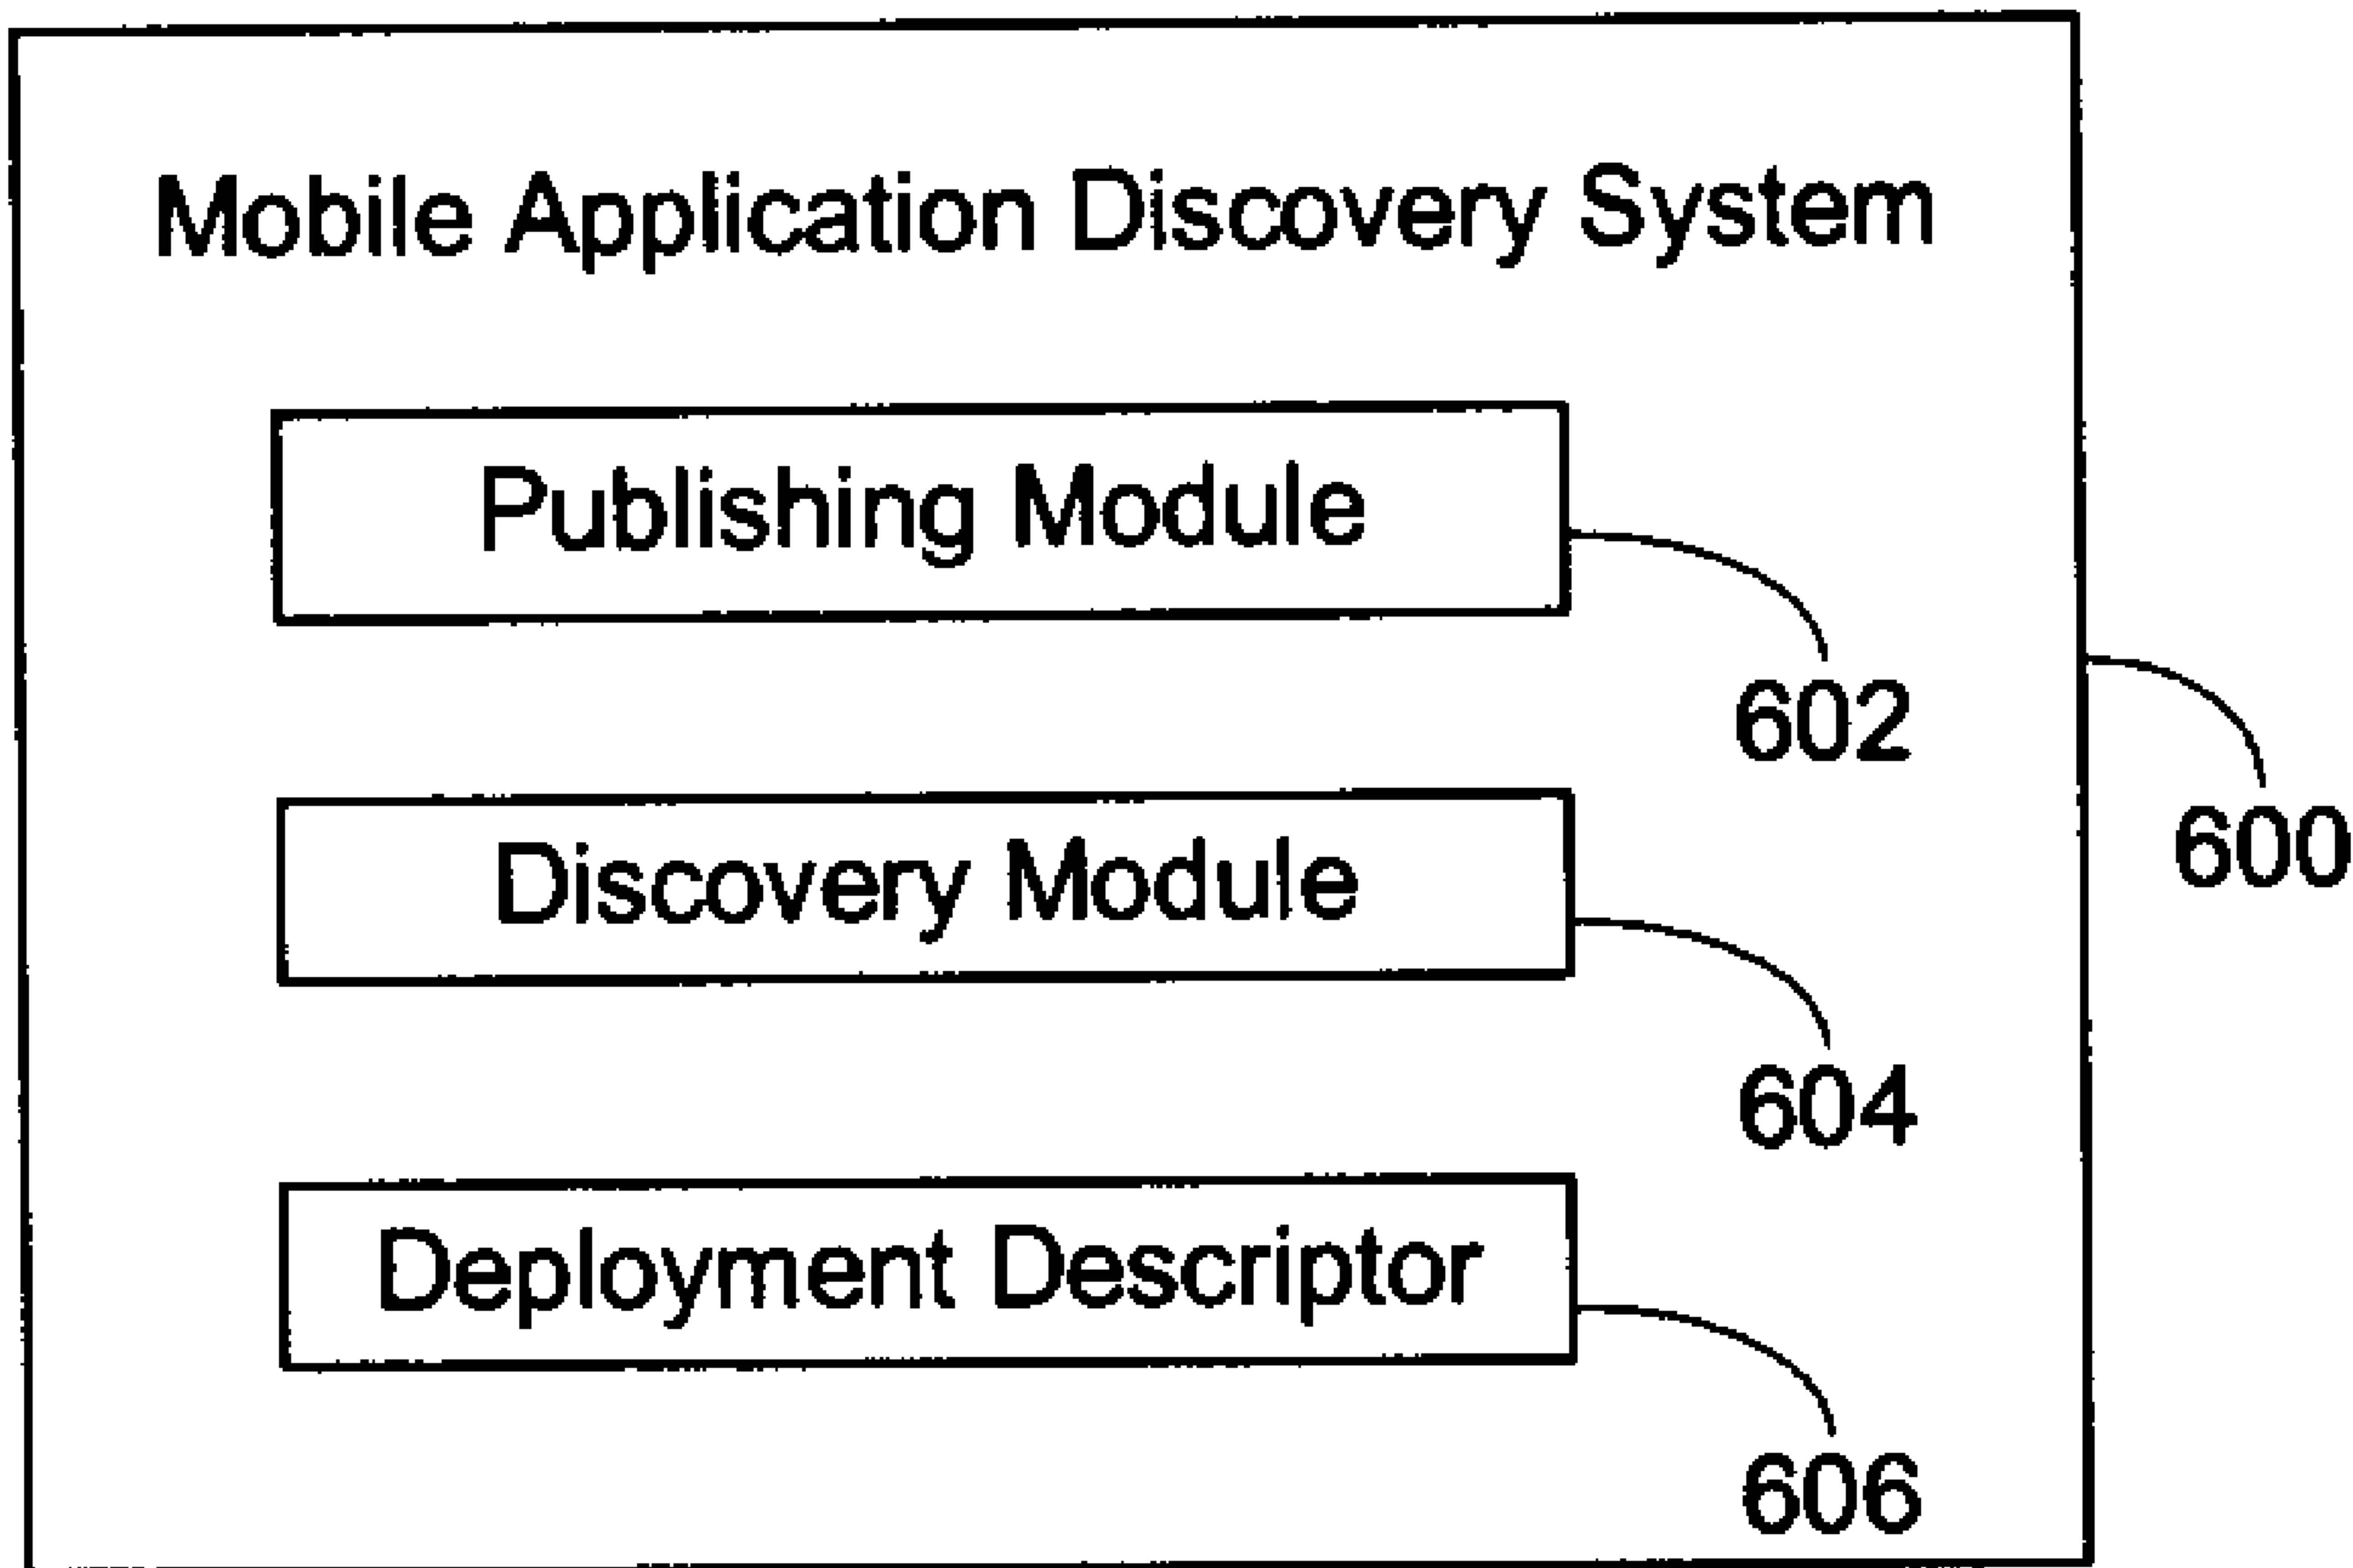 Mobile Application Discovery System
Publishing Module
602
600
Discovery Module
604
Deployment Descriptor
606